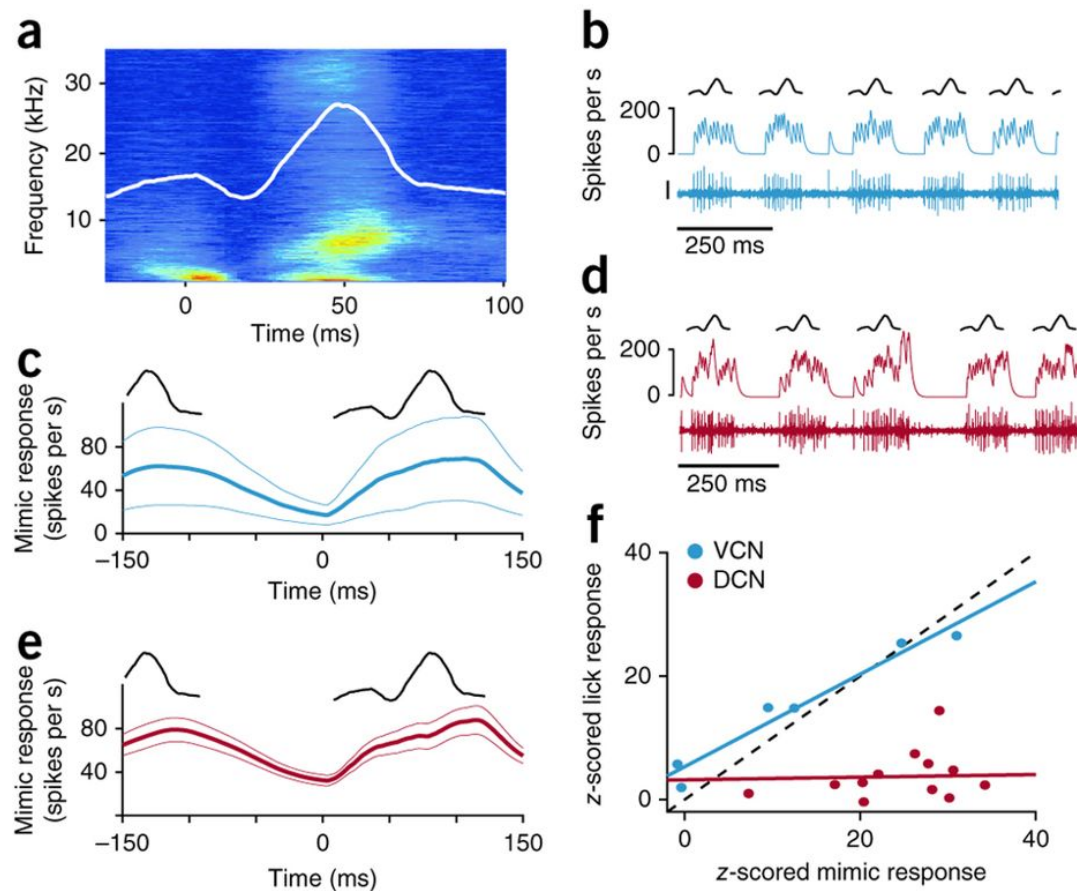 a
Frequency (kHz)
30
20
10
0
50
100
Time (ms)
b
Spikes per s
200
0
250 ms
c
Mimic response
(spikes per s)
80
40
0
–150
0
150
Time (ms)
d
Spikes per s
200
0
250 ms
e
Mimic response
(spikes per s)
80
40
–150
0
150
Time (ms)
f
VCN
DCN
z-scored lick response
40
20
0
0
20
40
z-scored mimic response